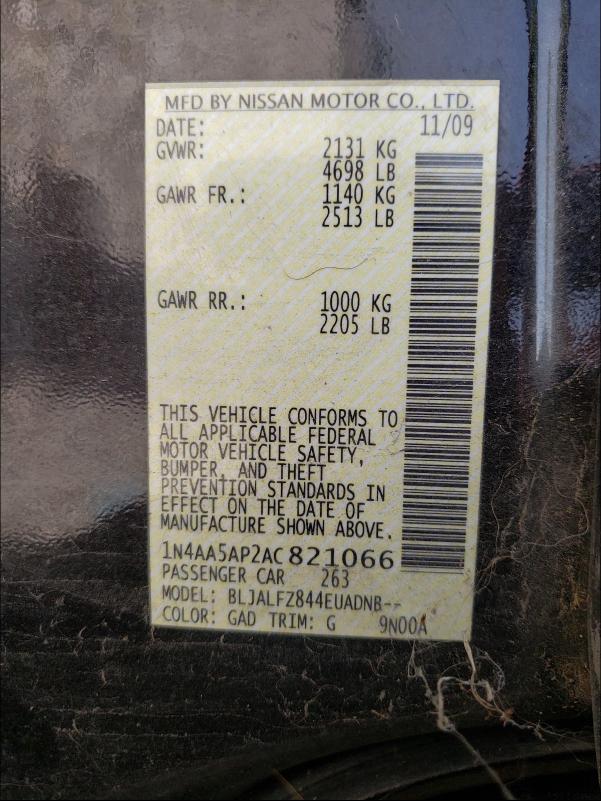 MFD BY NISSAN MOTOR CO., LTD.
DATE: 11/09
GVWR: 2131 KG
4698 LB
GAWR FR.: 1140 KG
2513 LB
GAWR RR.: 1000 KG
2205 LB
THIS VEHICLE CONFORMS TO
ALL APPLICABLE FEDERAL
MOTOR VEHICLE SAFETY,
BUMPER, AND THEFT
PREVENTION STANDARDS IN
EFFECT ON THE DATE OF
MANUFACTURE SHOWN ABOVE.
1N4AA5AP2AC821066
PASSENGER CAR 263
MODEL: BLJALFZ844EUADNB--
COLOR: GAD TRIM: G 9N00A